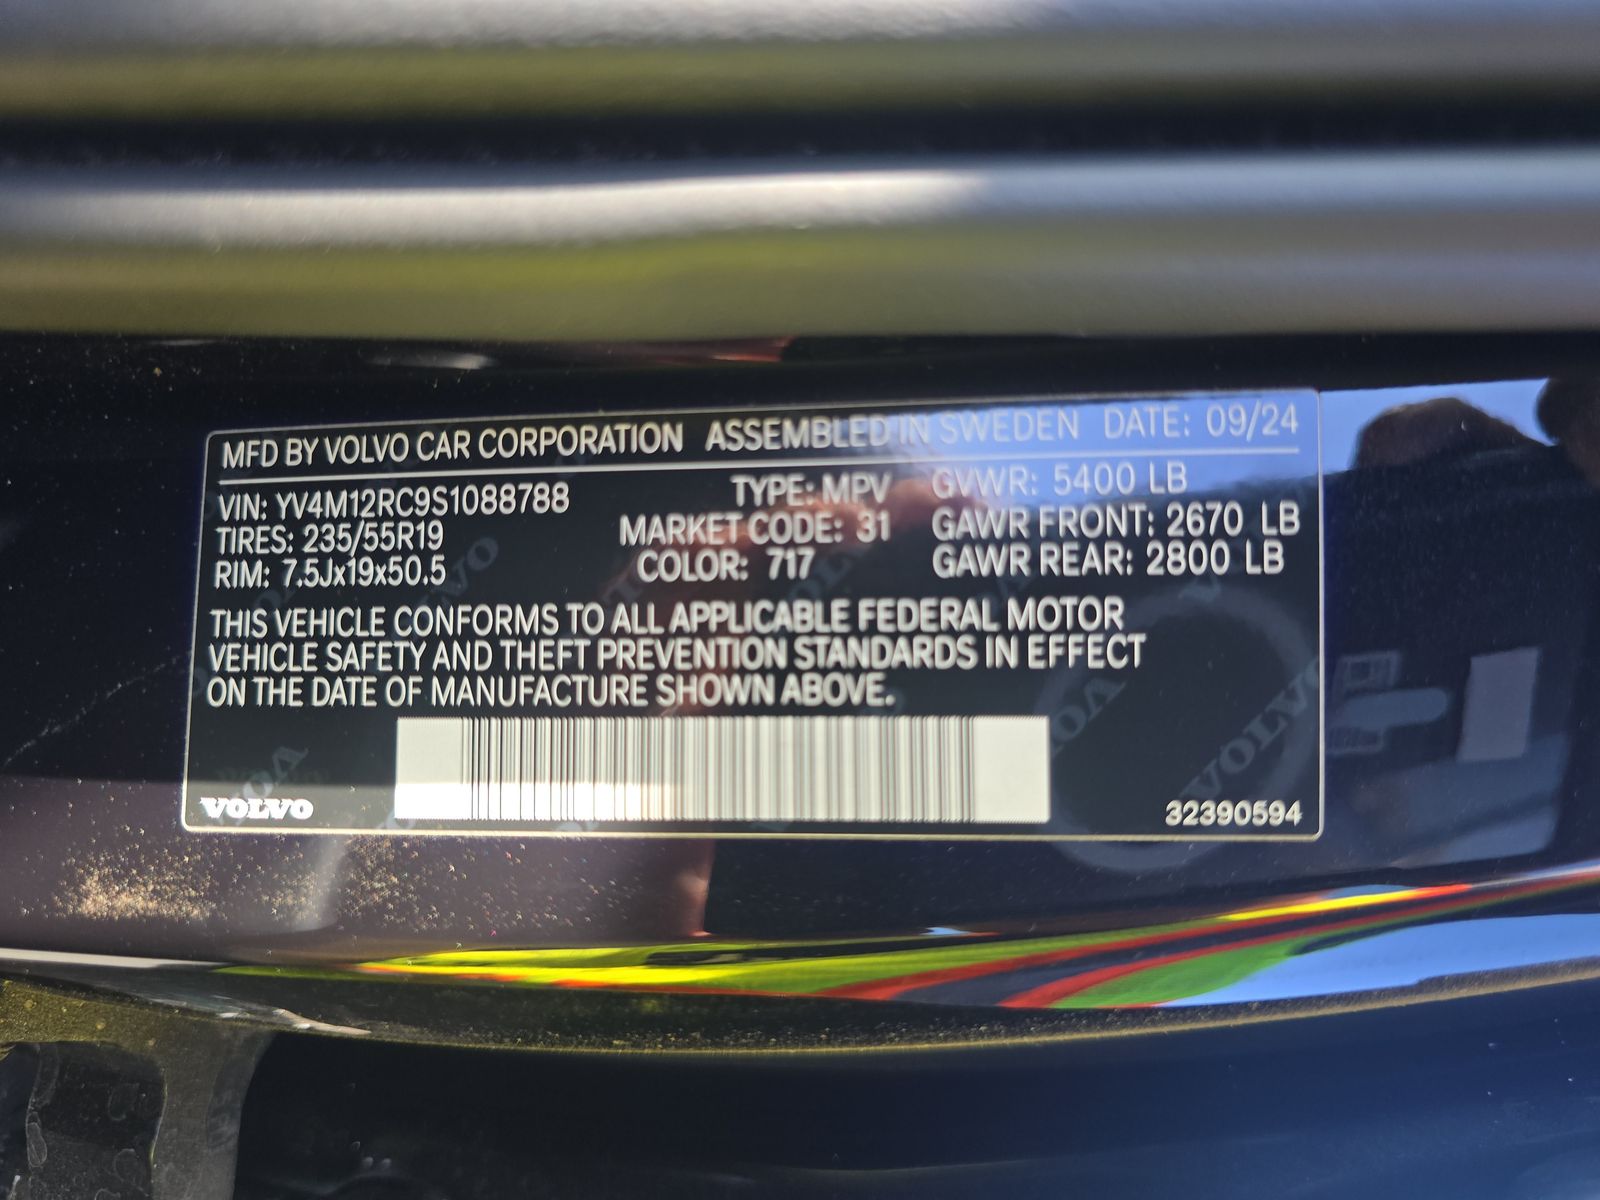 MFD BY VOLVO CAR CORPORATION ASSEMBLED IN SWEDEN DATE: 09/24
VIN: YV4M12RC9S1088788 TYPE: MPV GVWR: 5400 LB
TIRES: 235/55R19 MARKET CODE: 31 GAWR FRONT: 2670 LB
RIM: 7.5Jx19x50.5 COLOR: 717 GAWR REAR: 2800 LB
THIS VEHICLE CONFORMS TO ALL APPLICABLE FEDERAL MOTOR
VEHICLE SAFETY AND THEFT PREVENTION STANDARDS IN EFFECT
ON THE DATE OF MANUFACTURE SHOWN ABOVE.
VOLVO 32390594